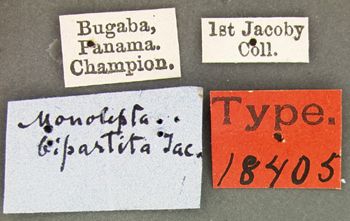 Bugaba,
Panama.
Champion.
1st Jacoby
Coll.
Monolepta..
bipartita Jac.
Type.
18405